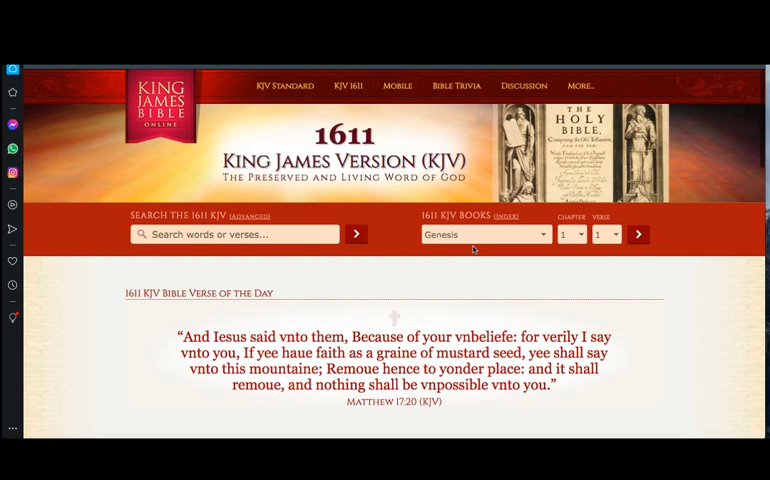 KING
JAMES
BIBLE
ONLINE
KJV STANDARD KJV 1611 MOBILE BIBLE TRIVIA DISCUSSION MORE...
1611
KING JAMES VERSION (KJV)
THE PRESERVED AND LIVING WORD OF GOD
THE
HOLY
BIBLE,
SEARCH THE 1611 KJV (ADVANCED)
Search words or verses...
1611 KJV BOOKS (INDEX) CHAPTER VERSE
Genesis 1 1
1611 KJV BIBLE VERSE OF THE DAY
“And Iesus said vnto them, Because of your vnbeliefe: for verily I say
vnto you, If yee haue faith as a graine of mustard seed, yee shall say
vnto this mountaine; Remoue hence to yonder place: and it shall
remoue, and nothing shall be vnpossible vnto you.”
MATTHEW 17:20 (KJV)